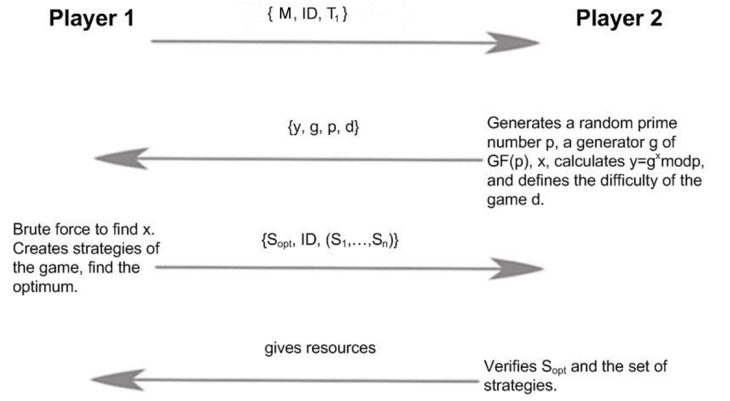 Player 1
{ M, ID, T₁ }
Player 2
{y, g, p, d}
Generates a random prime
number p, a generator g of
GF(p), x, calculates y=gˣmodp,
and defines the difficulty of the
game d.
Brute force to find x.
Creates strategies of
the game, find the
optimum.
{Sopt, ID, (S₁,...,Sn)}
gives resources
Verifies Sopt and the set of
strategies.